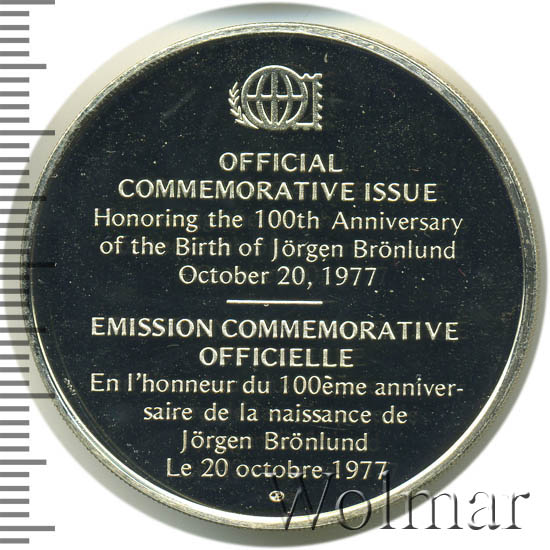 OFFICIAL
COMMEMORATIVE ISSUE
Honoring the 100th Anniversary
of the Birth of Jörgen Brönlund
October 20, 1977
EMISSION COMMEMORATIVE
OFFICIELLE
En l'honneur du 100ème anniver-
saire de la naissance de
Jörgen Brönlund
Le 20 octobre 1977
Wolmar